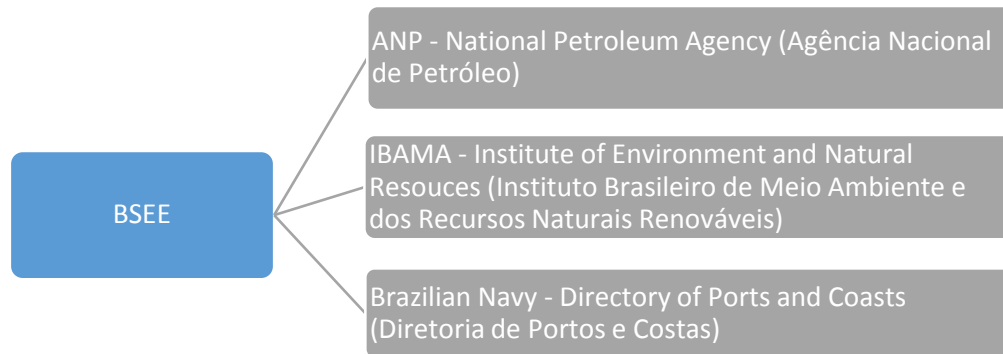 ANP - National Petroleum Agency (Agência Nacional
de Petróleo)
IBAMA - Institute of Environment and Natural
Resouces (Instituto Brasileiro de Meio Ambiente e
dos Recursos Naturais Renováveis)
BSEE
Brazilian Navy - Directory of Ports and Coasts
(Diretoria de Portos e Costas)